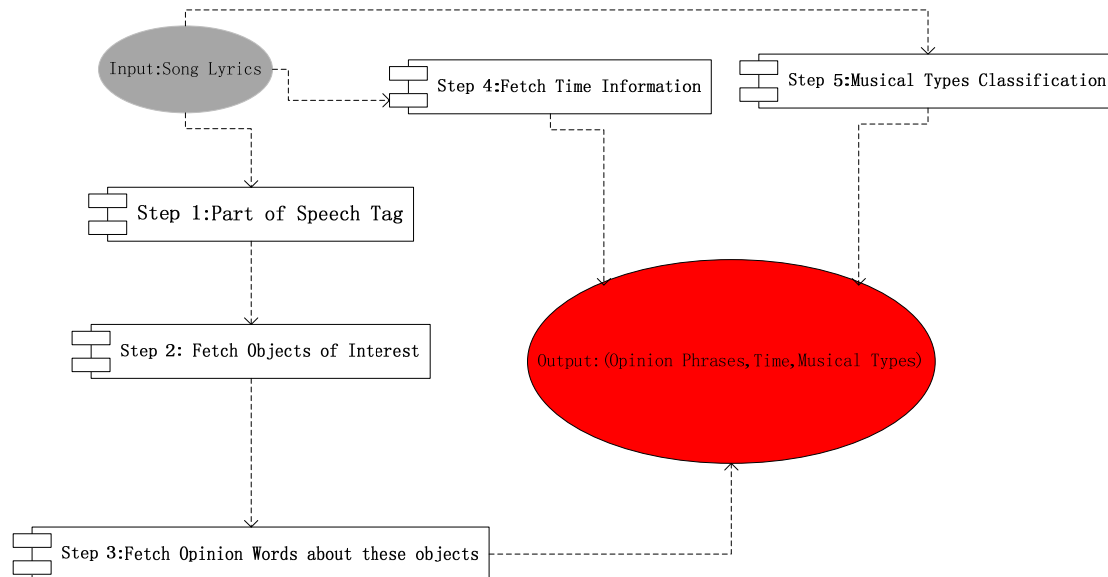 Input:Song Lyrics
Step 4:Fetch Time Information
Step 5:Musical Types Classification
Step 1:Part of Speech Tag
Step 2: Fetch Objects of Interest
Output:(Opinion Phrases,Time,Musical Types)
Step 3:Fetch Opinion Words about these objects